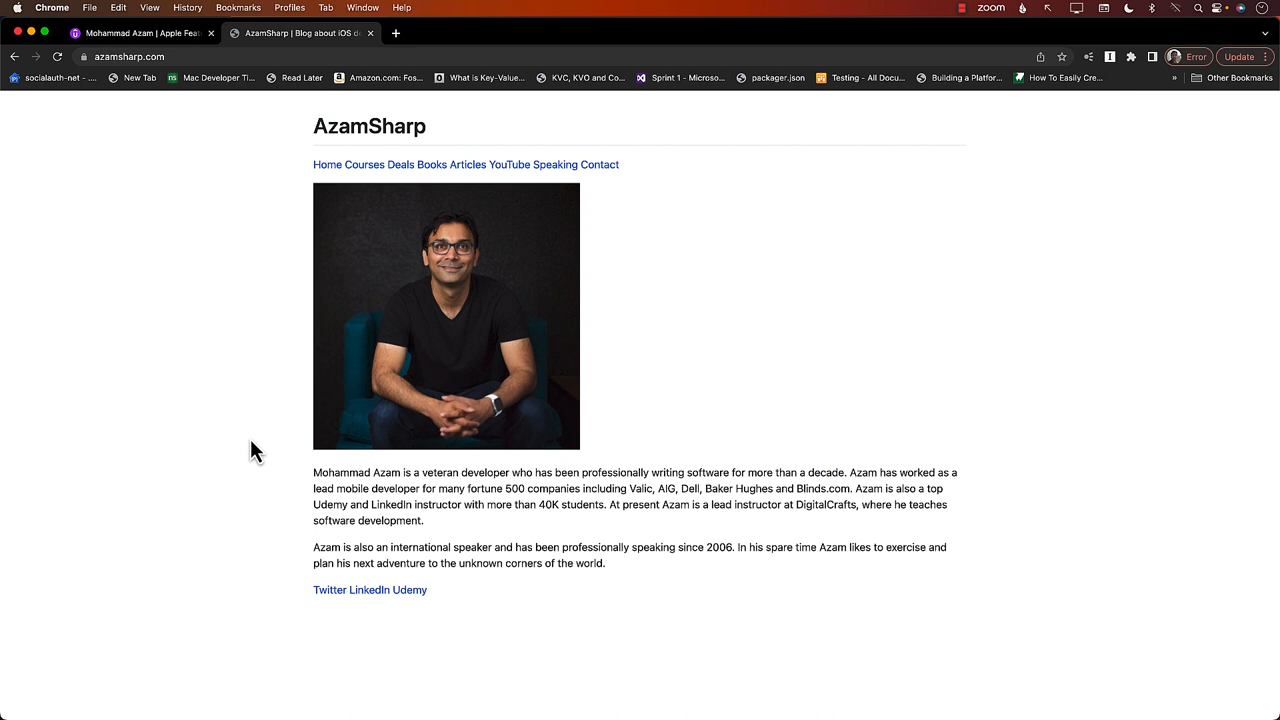 Chrome File Edit View History Bookmarks Profiles Tab Window Help zoom
Mohammad Azam | Apple Feat
AzamSharp | Blog about iOS de
azamsharp.com
Error
Update
socialauth-net - .... New Tab Mac Developer Ti... Read Later Amazon.com: Fos... What is Key-Value... KVC, KVO and Co... Sprint 1 - Microso... packager.json Testing - All Docu... Building a Platfor... How To Easily Cre... » Other Bookmarks
AzamSharp
Home Courses Deals Books Articles YouTube Speaking Contact
Mohammad Azam is a veteran developer who has been professionally writing software for more than a decade. Azam has worked as a
lead mobile developer for many fortune 500 companies including Valic, AIG, Dell, Baker Hughes and Blinds.com. Azam is also a top
Udemy and LinkedIn instructor with more than 40K students. At present Azam is a lead instructor at DigitalCrafts, where he teaches
software development.
Azam is also an international speaker and has been professionally speaking since 2006. In his spare time Azam likes to exercise and
plan his next adventure to the unknown corners of the world.
Twitter LinkedIn Udemy